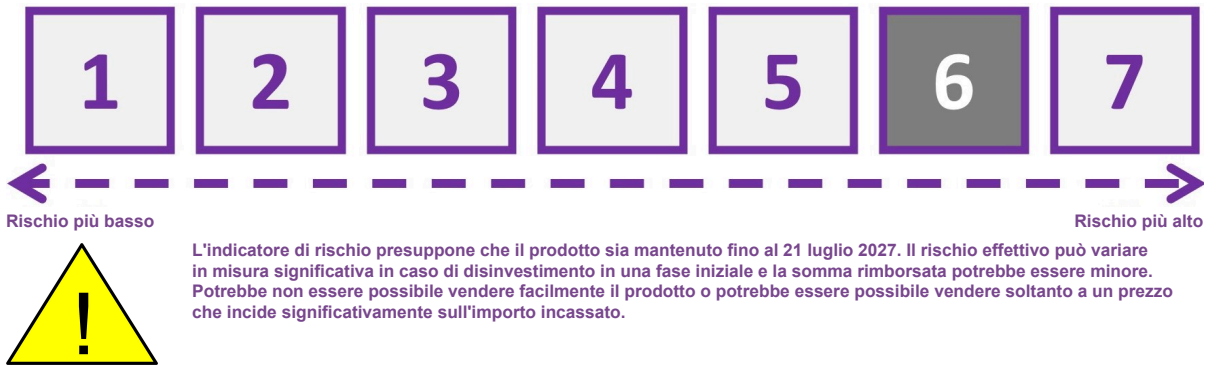 1 2 3 4 5 6 7
Rischio più basso Rischio più alto
L'indicatore di rischio presuppone che il prodotto sia mantenuto fino al 21 luglio 2027. Il rischio effettivo può variare
in misura significativa in caso di disinvestimento in una fase iniziale e la somma rimborsata potrebbe essere minore.
Potrebbe non essere possibile vendere facilmente il prodotto o potrebbe essere possibile vendere soltanto a un prezzo
che incide significativamente sull'importo incassato.
!